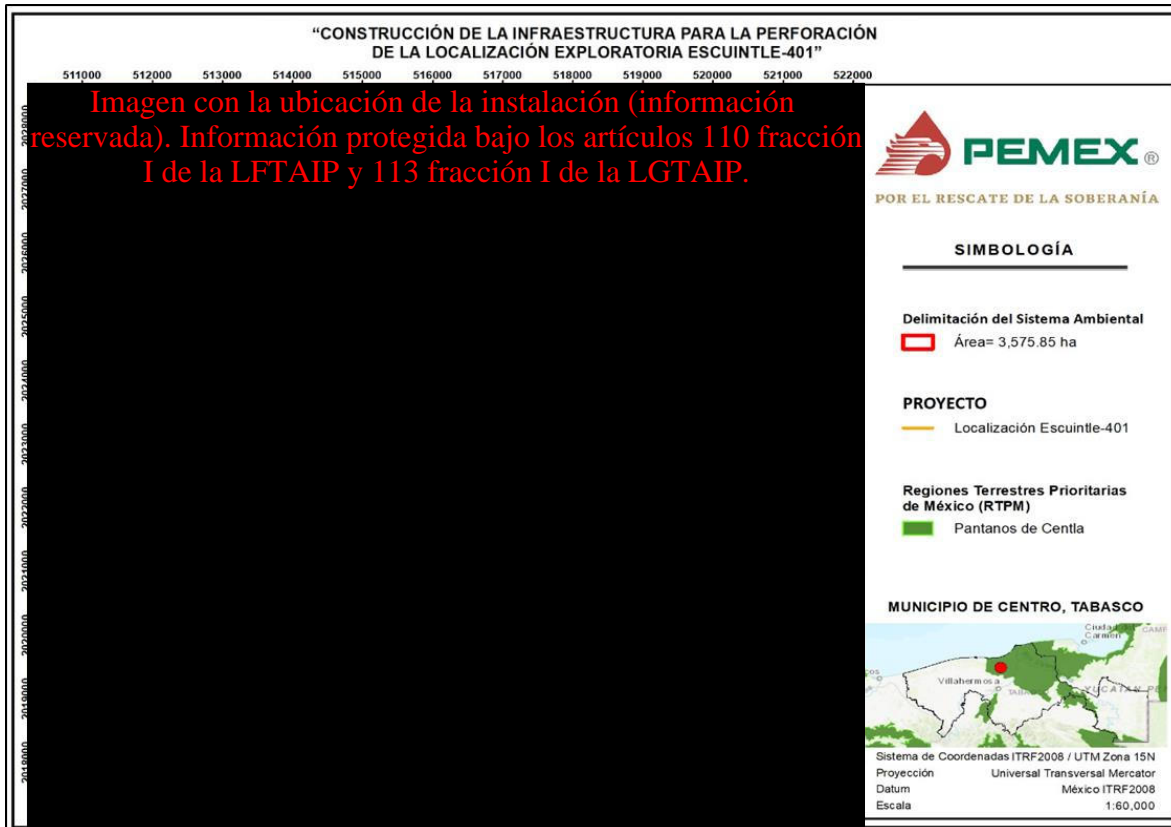 “CONSTRUCCIÓN DE LA INFRAESTRUCTURA PARA LA PERFORACIÓN
DE LA LOCALIZACIÓN EXPLORATORIA ESCUINTLE-401”
511000 512000 513000 514000 515000 516000 517000 518000 519000 520000 521000 522000
Imagen con la ubicación de la instalación (información
reservada). Información protegida bajo los artículos 110 fracción
I de la LFTAIP y 113 fracción I de la LGTAIP.
2028000
2027000
2026000
2025000
2024000
2023000
2022000
2021000
2020000
2019000
2018000
PEMEX ®
POR EL RESCATE DE LA SOBERANÍA
SIMBOLOGÍA
Delimitación del Sistema Ambiental
Área= 3,575.85 ha
PROYECTO
Localización Escuintle-401
Regiones Terrestres Prioritarias
de México (RTPM)
Pantanos de Centla
MUNICIPIO DE CENTRO, TABASCO
Ciudad del
Carmen
Villahermosa
Sistema de Coordenadas ITRF2008 / UTM Zona 15N
Proyección Universal Transversal Mercator
Datum México ITRF2008
Escala 1:60,000